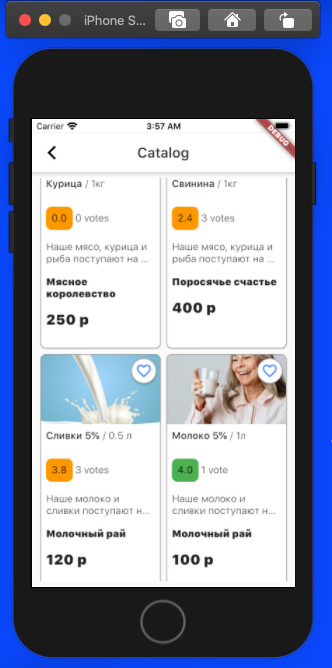 iPhone S...
Carrier 3:57 AM
DEBUG
Catalog
Курица / 1кг
Свинина / 1кг
0.0 0 votes
2.4 3 votes
Наше мясо, курица и
рыба поступают на ...
Наше мясо, курица и
рыба поступают на ...
Мясное
королевство
Поросячье счастье
250 р
400 р
Сливки 5% / 0.5 л
Молоко 5% / 1л
3.8 3 votes
4.0 1 vote
Наше молоко и
сливки поступают н...
Наше молоко и
сливки поступают н...
Молочный рай
Молочный рай
120 р
100 р